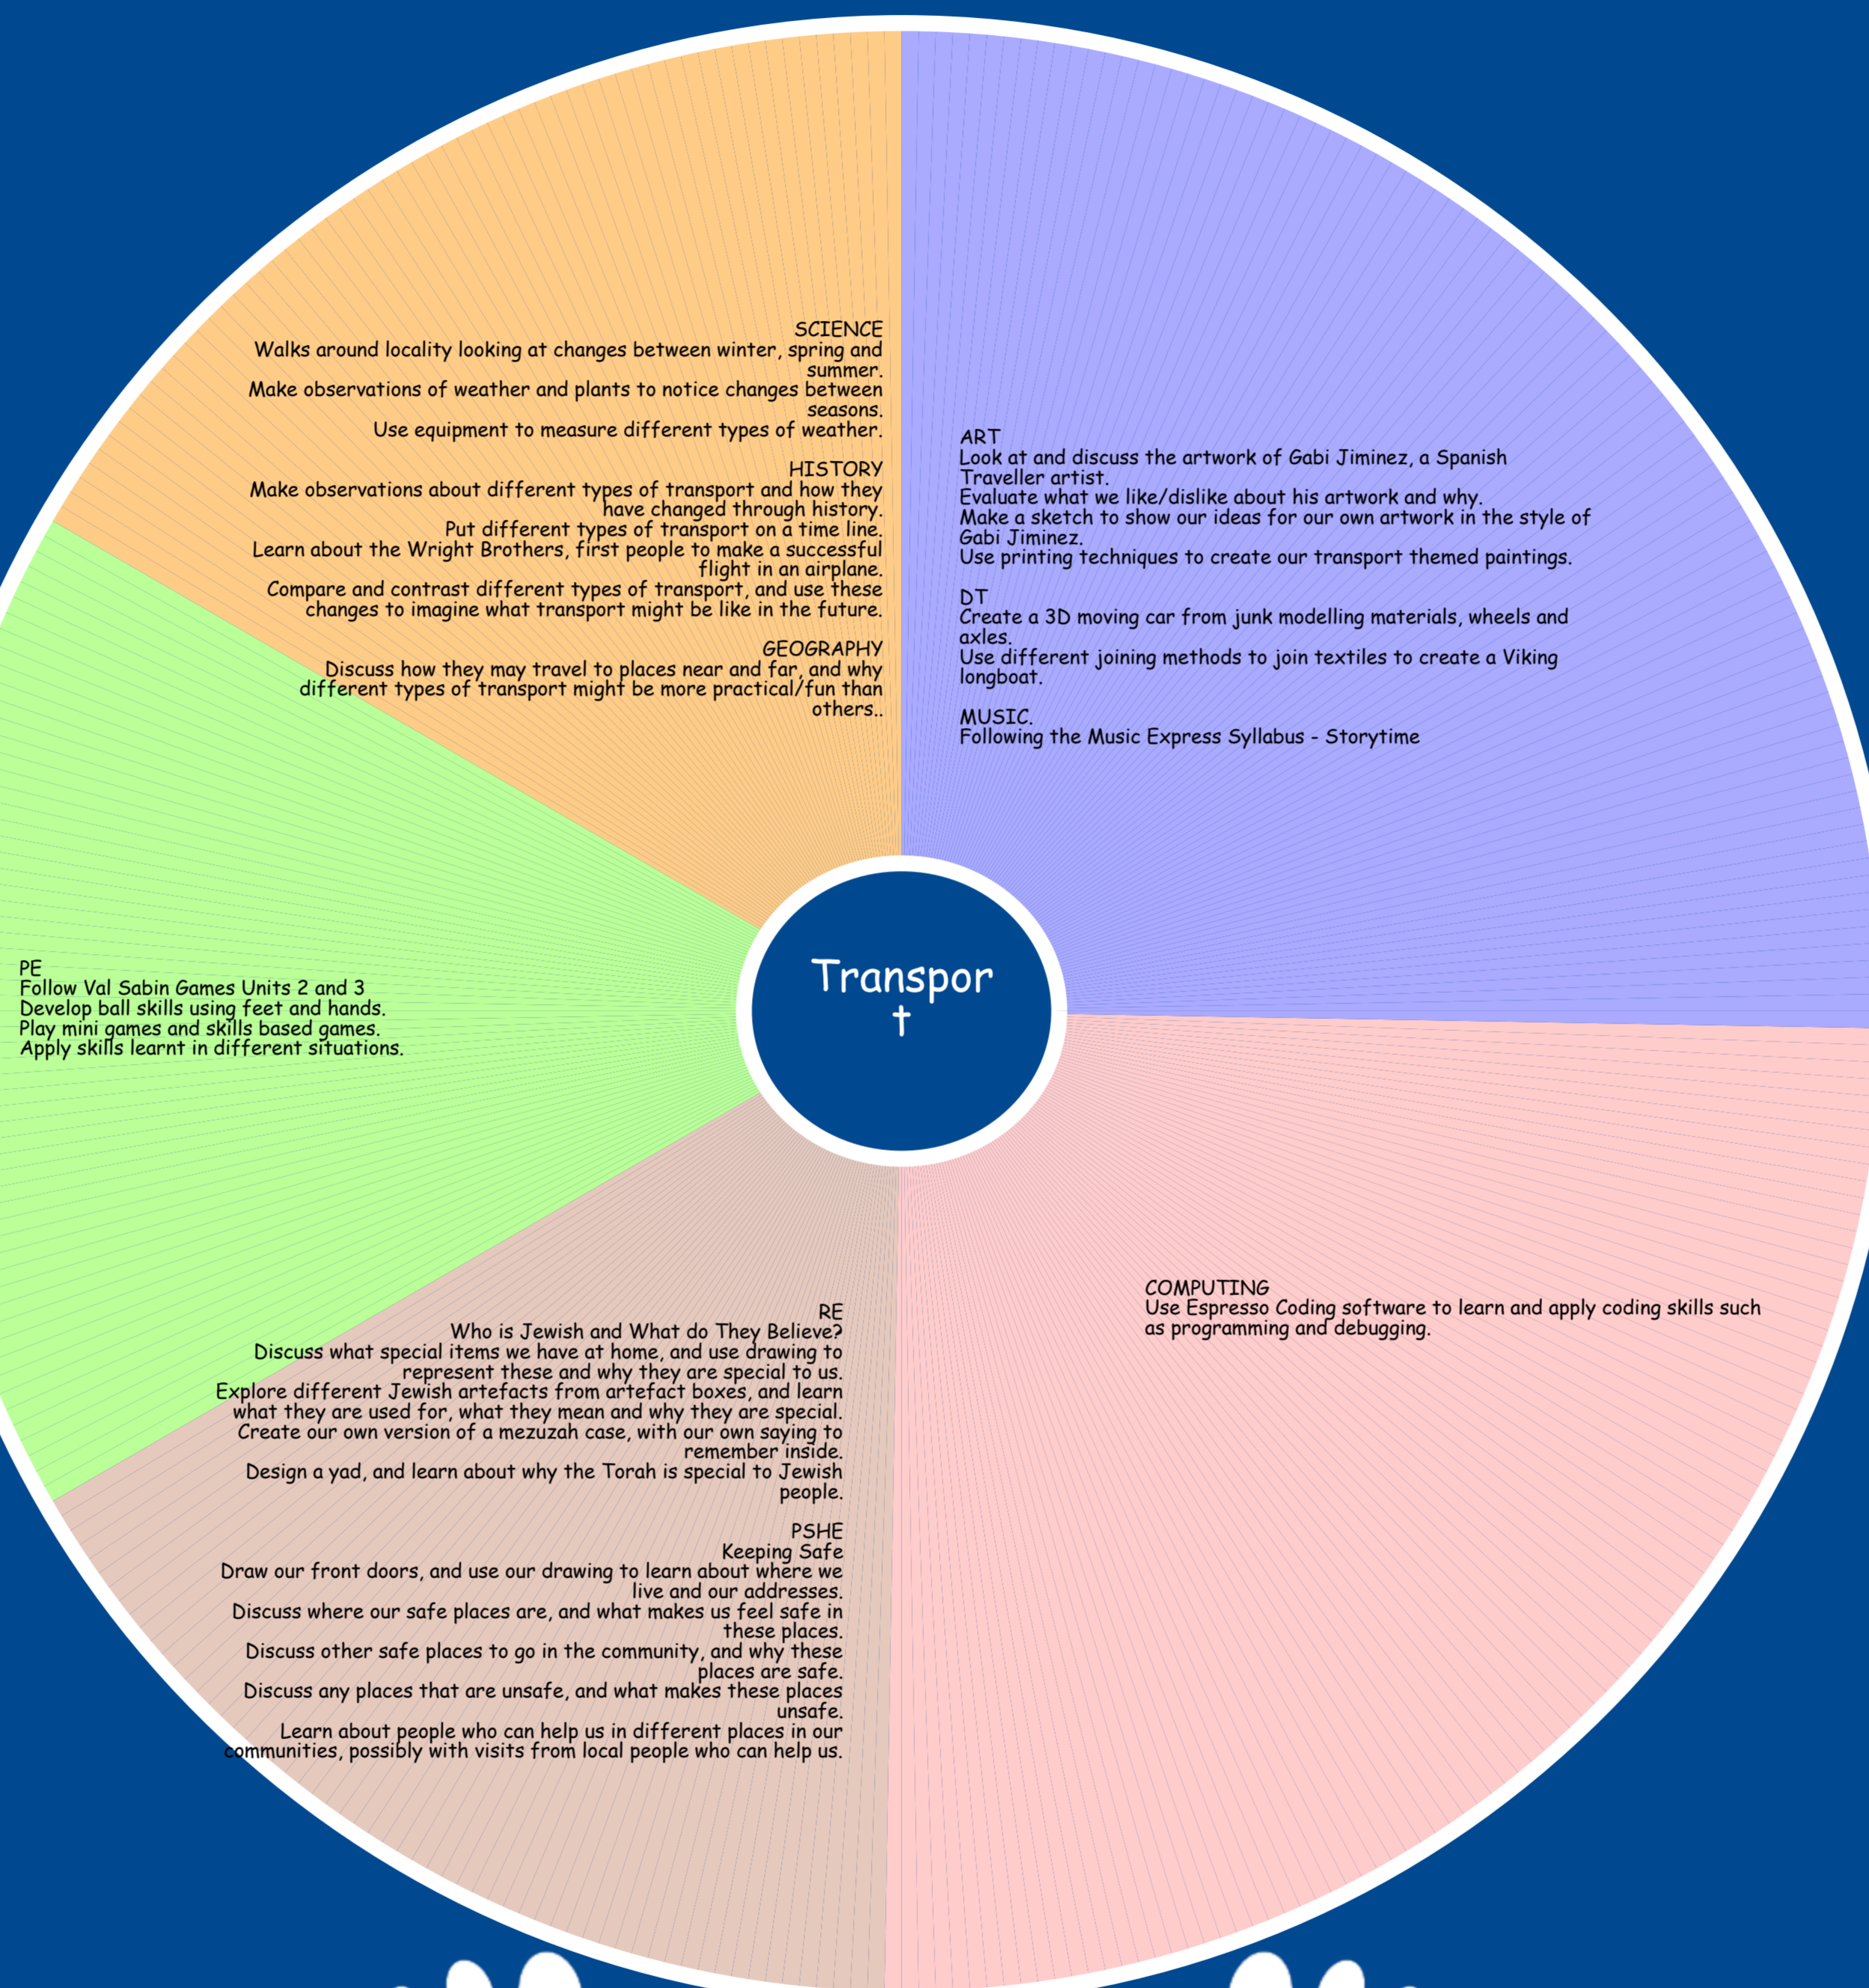 SCIENCE
Walks around locality looking at changes between winter, spring and
summer.
Make observations of weather and plants to notice changes between
seasons.
Use equipment to measure different types of weather.
HISTORY
Make observations about different types of transport and how they
have changed through history.
Put different types of transport on a time line.
Learn about the Wright Brothers, first people to make a successful
flight in an airplane.
Compare and contrast different types of transport, and use these
changes to imagine what transport might be like in the future.
GEOGRAPHY
Discuss how they may travel to places near and far, and why
different types of transport might be more practical/fun than
others..
ART
Look at and discuss the artwork of Gabi Jiminez, a Spanish
Traveller artist.
Evaluate what we like/dislike about his artwork and why.
Make a sketch to show our ideas for our own artwork in the style of
Gabi Jiminez.
Use printing techniques to create our transport themed paintings.
DT
Create a 3D moving car from junk modelling materials, wheels and
axles.
Use different joining methods to join textiles to create a Viking
longboat.
MUSIC.
Following the Music Express Syllabus - Storytime
PE
Follow Val Sabin Games Units 2 and 3
Develop ball skills using feet and hands.
Play mini games and skills based games.
Apply skills learnt in different situations.
Transpor
t
COMPUTING
Use Espresso Coding software to learn and apply coding skills such
as programming and debugging.
RE
Who is Jewish and What do They Believe?
Discuss what special items we have at home, and use drawing to
represent these and why they are special to us.
Explore different Jewish artefacts from artefact boxes, and learn
what they are used for, what they mean and why they are special.
Create our own version of a mezuzah case, with our own saying to
remember inside.
Design a yad, and learn about why the Torah is special to Jewish
people.
PSHE
Keeping Safe
Draw our front doors, and use our drawing to learn about where we
live and our addresses.
Discuss where our safe places are, and what makes us feel safe in
these places.
Discuss other safe places to go in the community, and why these
places are safe.
Discuss any places that are unsafe, and what makes these places
unsafe.
Learn about people who can help us in different places in our
communities, possibly with visits from local people who can help us.